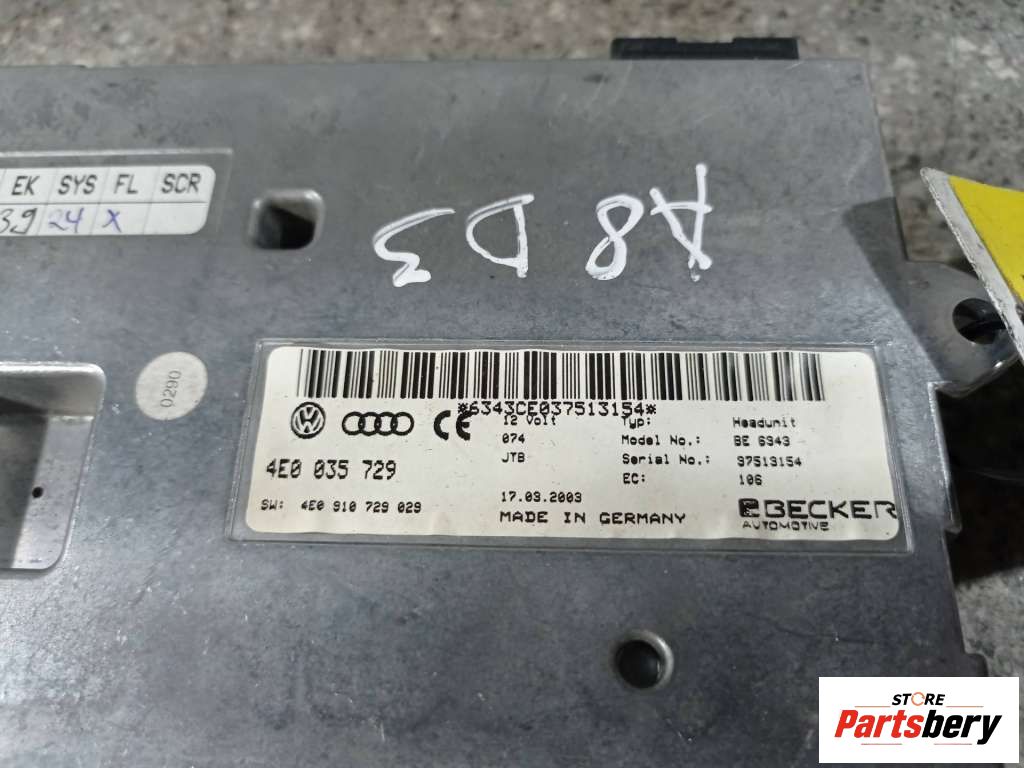 EK SYS FL SCR
39 24 X
A8 D3
0290
*6343CE037513154*
12 Volt
Typ: Headunit
074
Model No.: BE 6343
4E0 035 729
JTB
Serial No.: 37513154
EC: 106
SW: 4E0 910 729 029
17.09.2003
MADE IN GERMANY
BECKER
AUTOMOTIVE
STORE
Partsbery